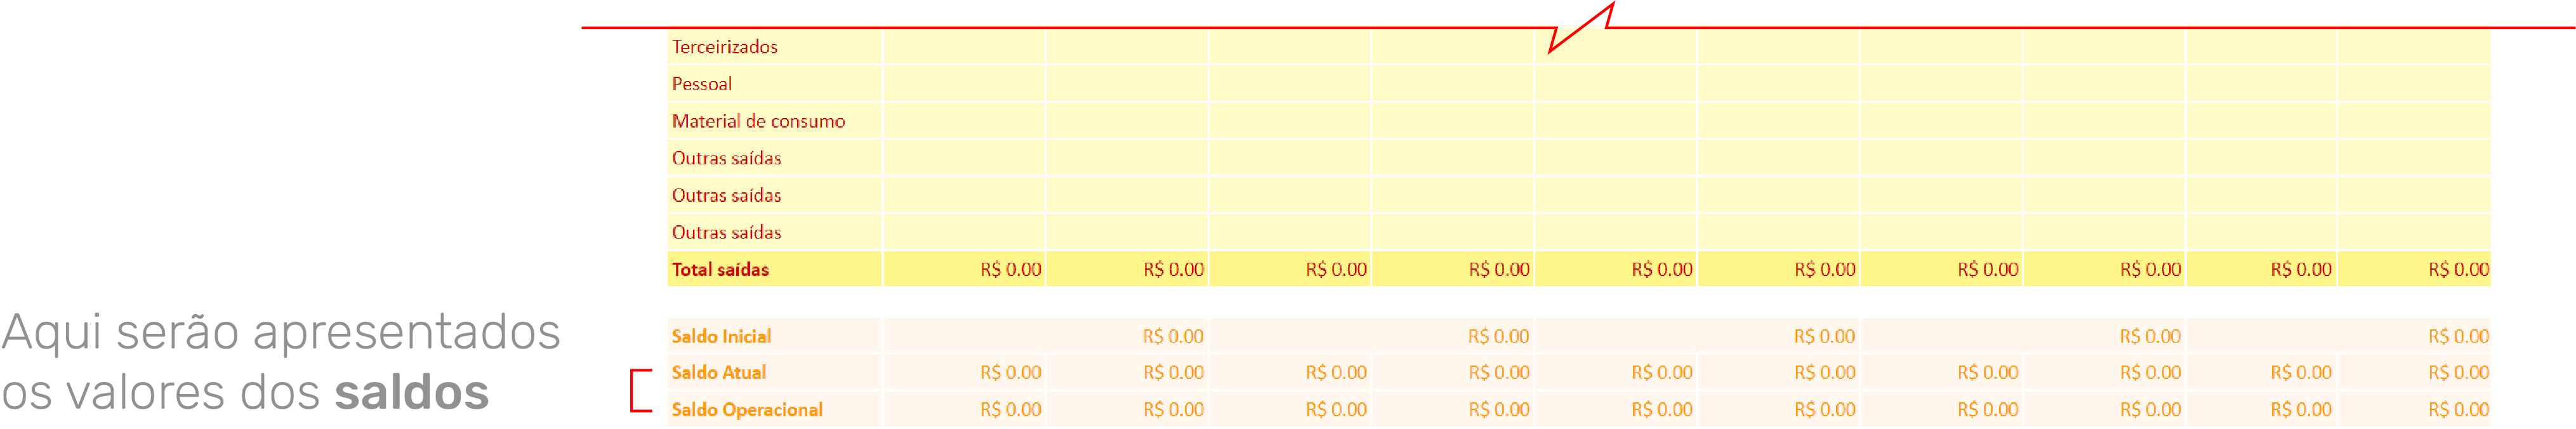 Terceirizados
Pessoal
Material de consumo
Outras saídas
Outras saídas
Outras saídas
Total saídas R$ 0.00 R$ 0.00 R$ 0.00 R$ 0.00 R$ 0.00 R$ 0.00 R$ 0.00 R$ 0.00 R$ 0.00 R$ 0.00
Aqui serão apresentados
os valores dos saldos
Saldo Inicial R$ 0.00 R$ 0.00 R$ 0.00 R$ 0.00 R$ 0.00
Saldo Atual R$ 0.00 R$ 0.00 R$ 0.00 R$ 0.00 R$ 0.00 R$ 0.00 R$ 0.00 R$ 0.00 R$ 0.00 R$ 0.00
Saldo Operacional R$ 0.00 R$ 0.00 R$ 0.00 R$ 0.00 R$ 0.00 R$ 0.00 R$ 0.00 R$ 0.00 R$ 0.00 R$ 0.00